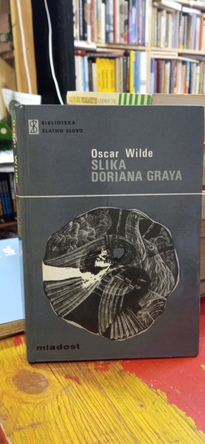 BIBLIOTEKA
ZLATNO SLOVO
Oscar Wilde
SLIKA
DORIANA GRAYA
mladost